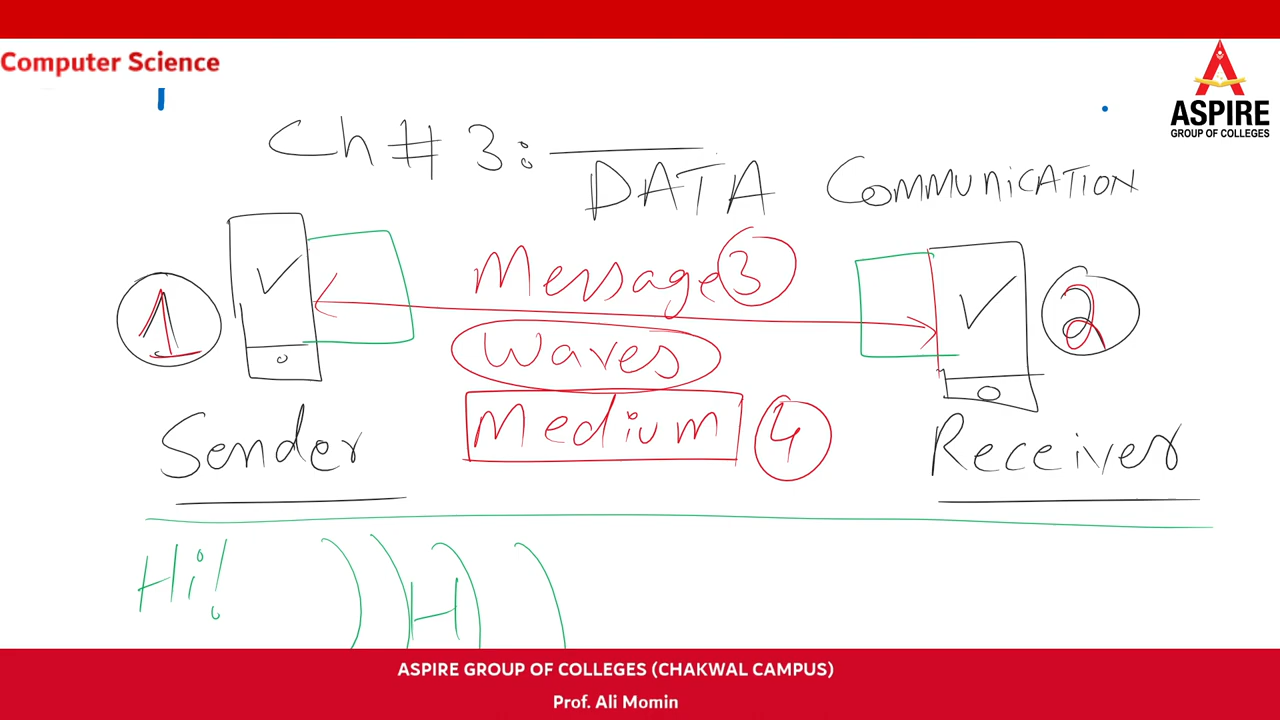 Computer Science
ASPIRE
GROUP OF COLLEGES
Ch # 3:
DATA COMMUNICATION
Message 3
1
2
Waves
Medium 4
Sender
Receiver
Hi!
H
ASPIRE GROUP OF COLLEGES (CHAKWAL CAMPUS)
Prof. Ali Momin